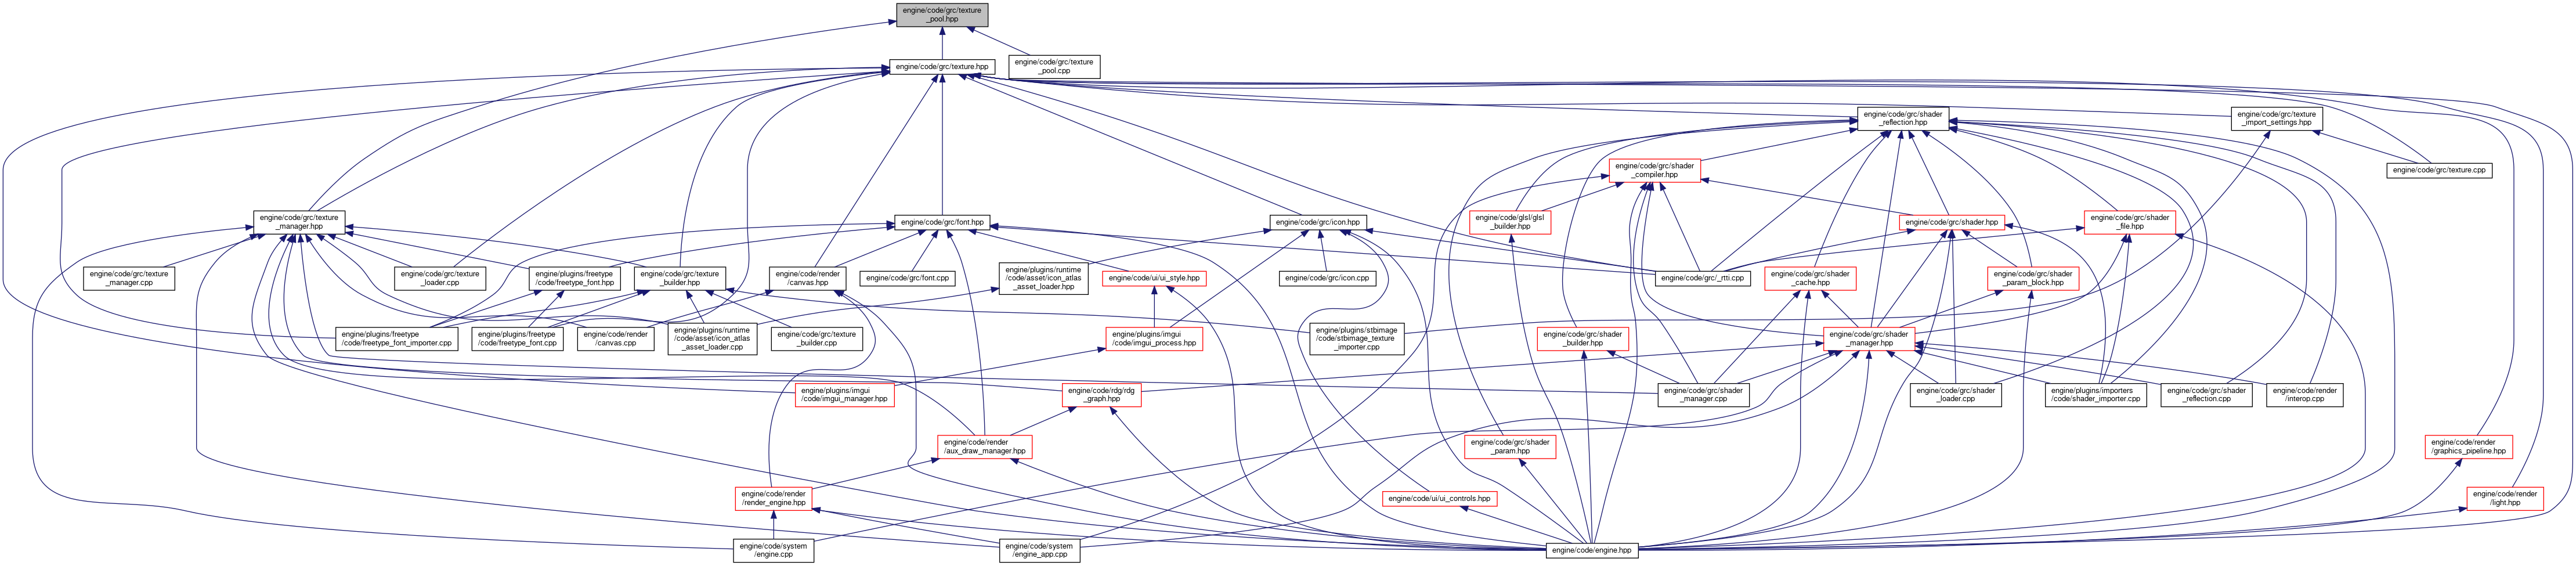 engine/code/grc/texture
_pool.hpp
engine/code/grc/texture.hpp
engine/code/grc/texture
_pool.cpp
engine/code/grc/shader
_reflection.hpp
engine/code/grc/texture
_import_settings.hpp
engine/code/grc/shader
_compiler.hpp
engine/code/grc/texture.cpp
engine/code/grc/texture
_manager.hpp
engine/code/grc/font.hpp
engine/code/grc/icon.hpp
engine/code/glsl/glsl
_builder.hpp
engine/code/grc/shader.hpp
engine/code/grc/shader
_file.hpp
engine/code/grc/texture
_manager.cpp
engine/code/grc/texture
_loader.cpp
engine/plugins/freetype
/code/freetype_font.hpp
engine/code/grc/texture
_builder.hpp
engine/code/render
/canvas.hpp
engine/code/grc/font.cpp
engine/plugins/runtime
/code/asset/icon_atlas
_asset_loader.hpp
engine/code/ui/ui_style.hpp
engine/code/grc/icon.cpp
engine/code/grc/_rtti.cpp
engine/code/grc/shader
_cache.hpp
engine/code/grc/shader
_param_block.hpp
engine/plugins/freetype
/code/freetype_font_importer.cpp
engine/plugins/freetype
/code/freetype_font.cpp
engine/code/render
/canvas.cpp
engine/plugins/runtime
/code/asset/icon_atlas
_asset_loader.cpp
engine/code/grc/texture
_builder.cpp
engine/plugins/imgui
/code/imgui_process.hpp
engine/plugins/stbimage
/code/stbimage_texture
_importer.cpp
engine/code/grc/shader
_builder.hpp
engine/code/grc/shader
_manager.hpp
engine/plugins/imgui
/code/imgui_manager.hpp
engine/code/rdg/rdg
_graph.hpp
engine/code/grc/shader
_manager.cpp
engine/code/grc/shader
_loader.cpp
engine/plugins/importers
/code/shader_importer.cpp
engine/code/grc/shader
_reflection.cpp
engine/code/render
/interop.cpp
engine/code/render
/aux_draw_manager.hpp
engine/code/grc/shader
_param.hpp
engine/code/render
/graphics_pipeline.hpp
engine/code/render
/render_engine.hpp
engine/code/ui/ui_controls.hpp
engine/code/render
/light.hpp
engine/code/system
/engine.cpp
engine/code/system
/engine_app.cpp
engine/code/engine.hpp